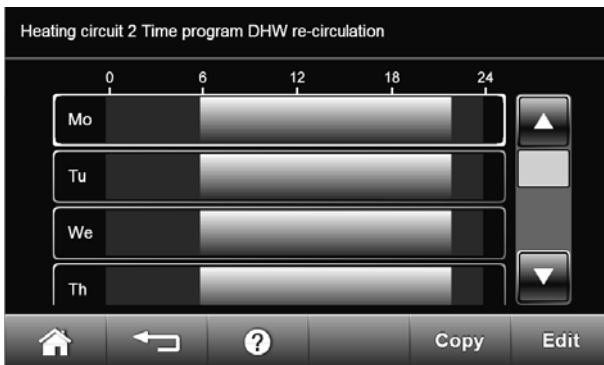 Heating circuit 2 Time program DHW re-circulation
0 6 12 18 24
Mo
Tu
We
Th
? Copy Edit